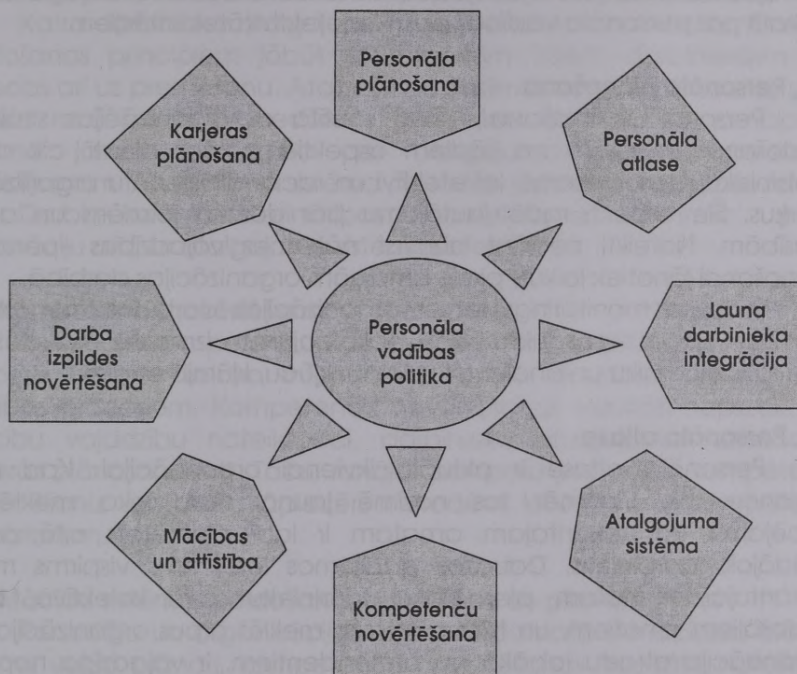 Personāla
plānošana
Karjeras
plānošana
Personāla
atlase
Darba
izpildes
novērtēšana
Personāla
vadības
politika
Jauna
darbinieka
integrācija
Mācības
un attīstība
Atalgojuma
sistēma
Kompetenču
novērtēšana